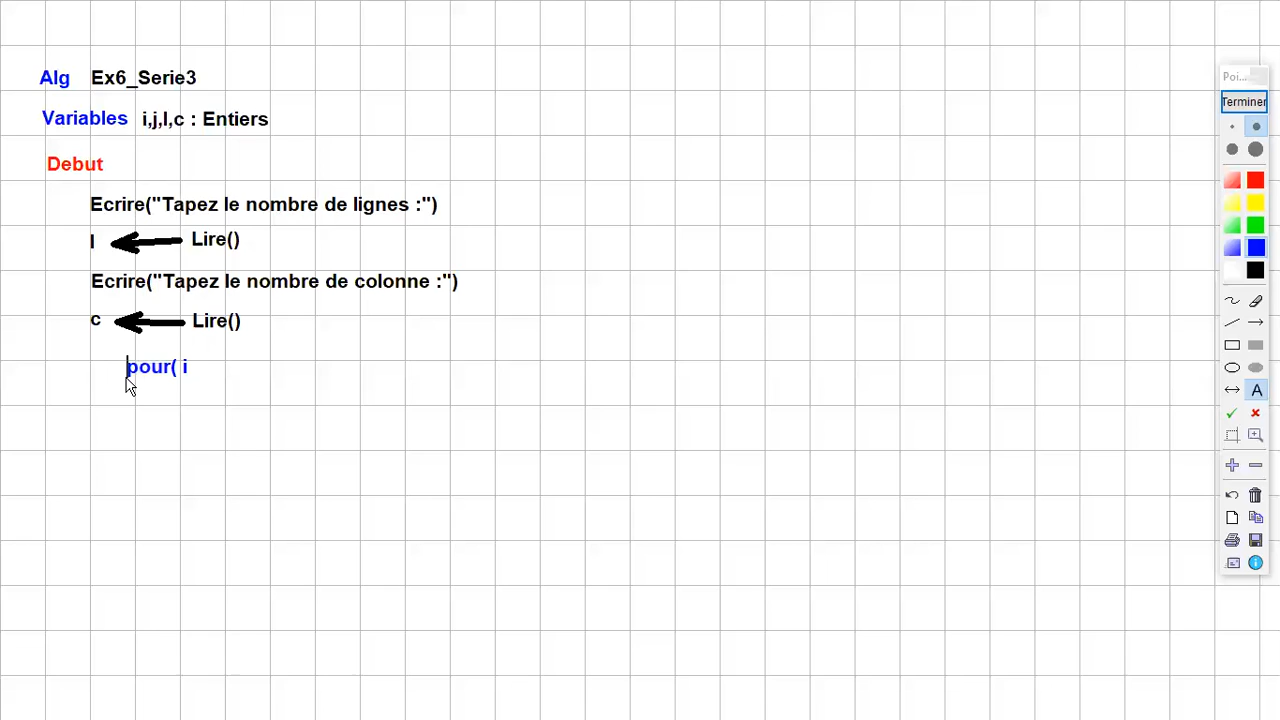 Alg Ex6_Serie3
Variables i,j,l,c : Entiers
Debut
Ecrire("Tapez le nombre de lignes :")
l Lire()
Ecrire("Tapez le nombre de colonne :")
c Lire()
pour( i
Poi...
Terminer
A